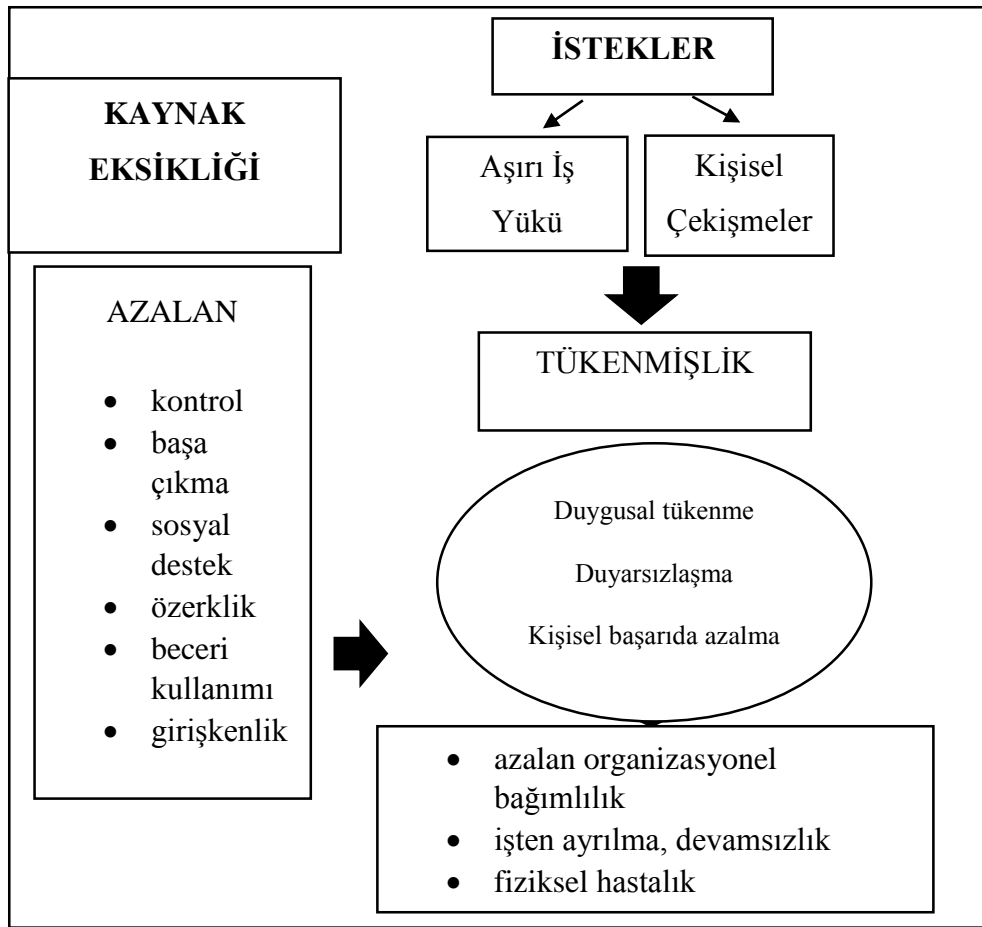 İSTEKLER
KAYNAK
EKSİKLİĞİ
Aşırı İş
Yükü
Kişisel
Çekişmeler
AZALAN
• kontrol
• başa
çıkma
• sosyal
destek
• özerklik
• beceri
kullanımı
• girişkenlik
TÜKENMİŞLİK
Duygusal tükenme
Duyarsızlaşma
Kişisel başarıda azalma
• azalan organizasyonel
bağımlılık
• işten ayrılma, devamsızlık
• fiziksel hastalık